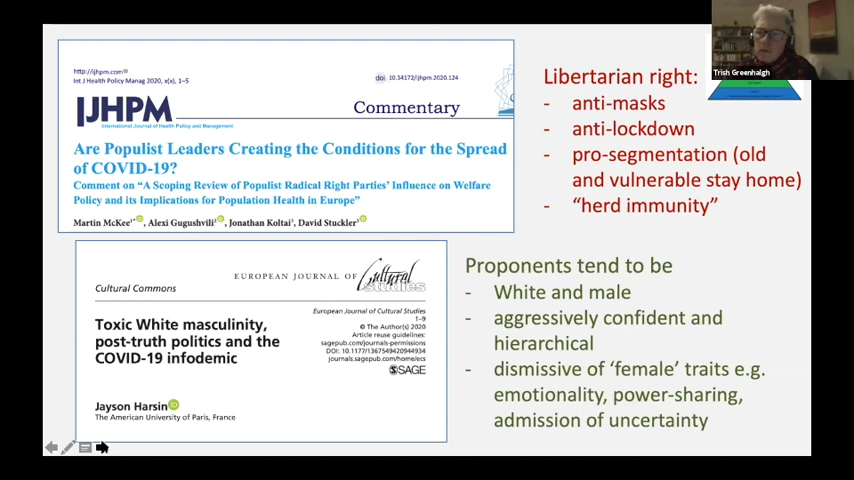 Trish Greenhalgh
http://ijhpm.com
Int J Health Policy Manag 2020, x(x), 1–5
doi 10.34172/ijhpm.2020.124
IJHPM
International Journal of Health Policy and Management
Commentary
Are Populist Leaders Creating the Conditions for the Spread
of COVID-19?
Comment on "A Scoping Review of Populist Radical Right Parties' Influence on Welfare
Policy and its Implications for Population Health in Europe"
Martin McKee, Alexi Gugushvili, Jonathan Koltai, David Stuckler
Libertarian right:
- anti-masks
- anti-lockdown
- pro-segmentation (old
and vulnerable stay home)
- "herd immunity"
EUROPEAN JOURNAL OF Cultural
studies
Cultural Commons
European Journal of Cultural Studies
1–9
© The Author(s) 2020
Article reuse guidelines:
sagepub.com/journals-permissions
DOI: 10.1177/1367549420944934
journals.sagepub.com/home/ecs
SAGE
Toxic White masculinity,
post-truth politics and the
COVID-19 infodemic
Jayson Harsin
The American University of Paris, France
Proponents tend to be
- White and male
- aggressively confident and
hierarchical
- dismissive of 'female' traits e.g.
emotionality, power-sharing,
admission of uncertainty